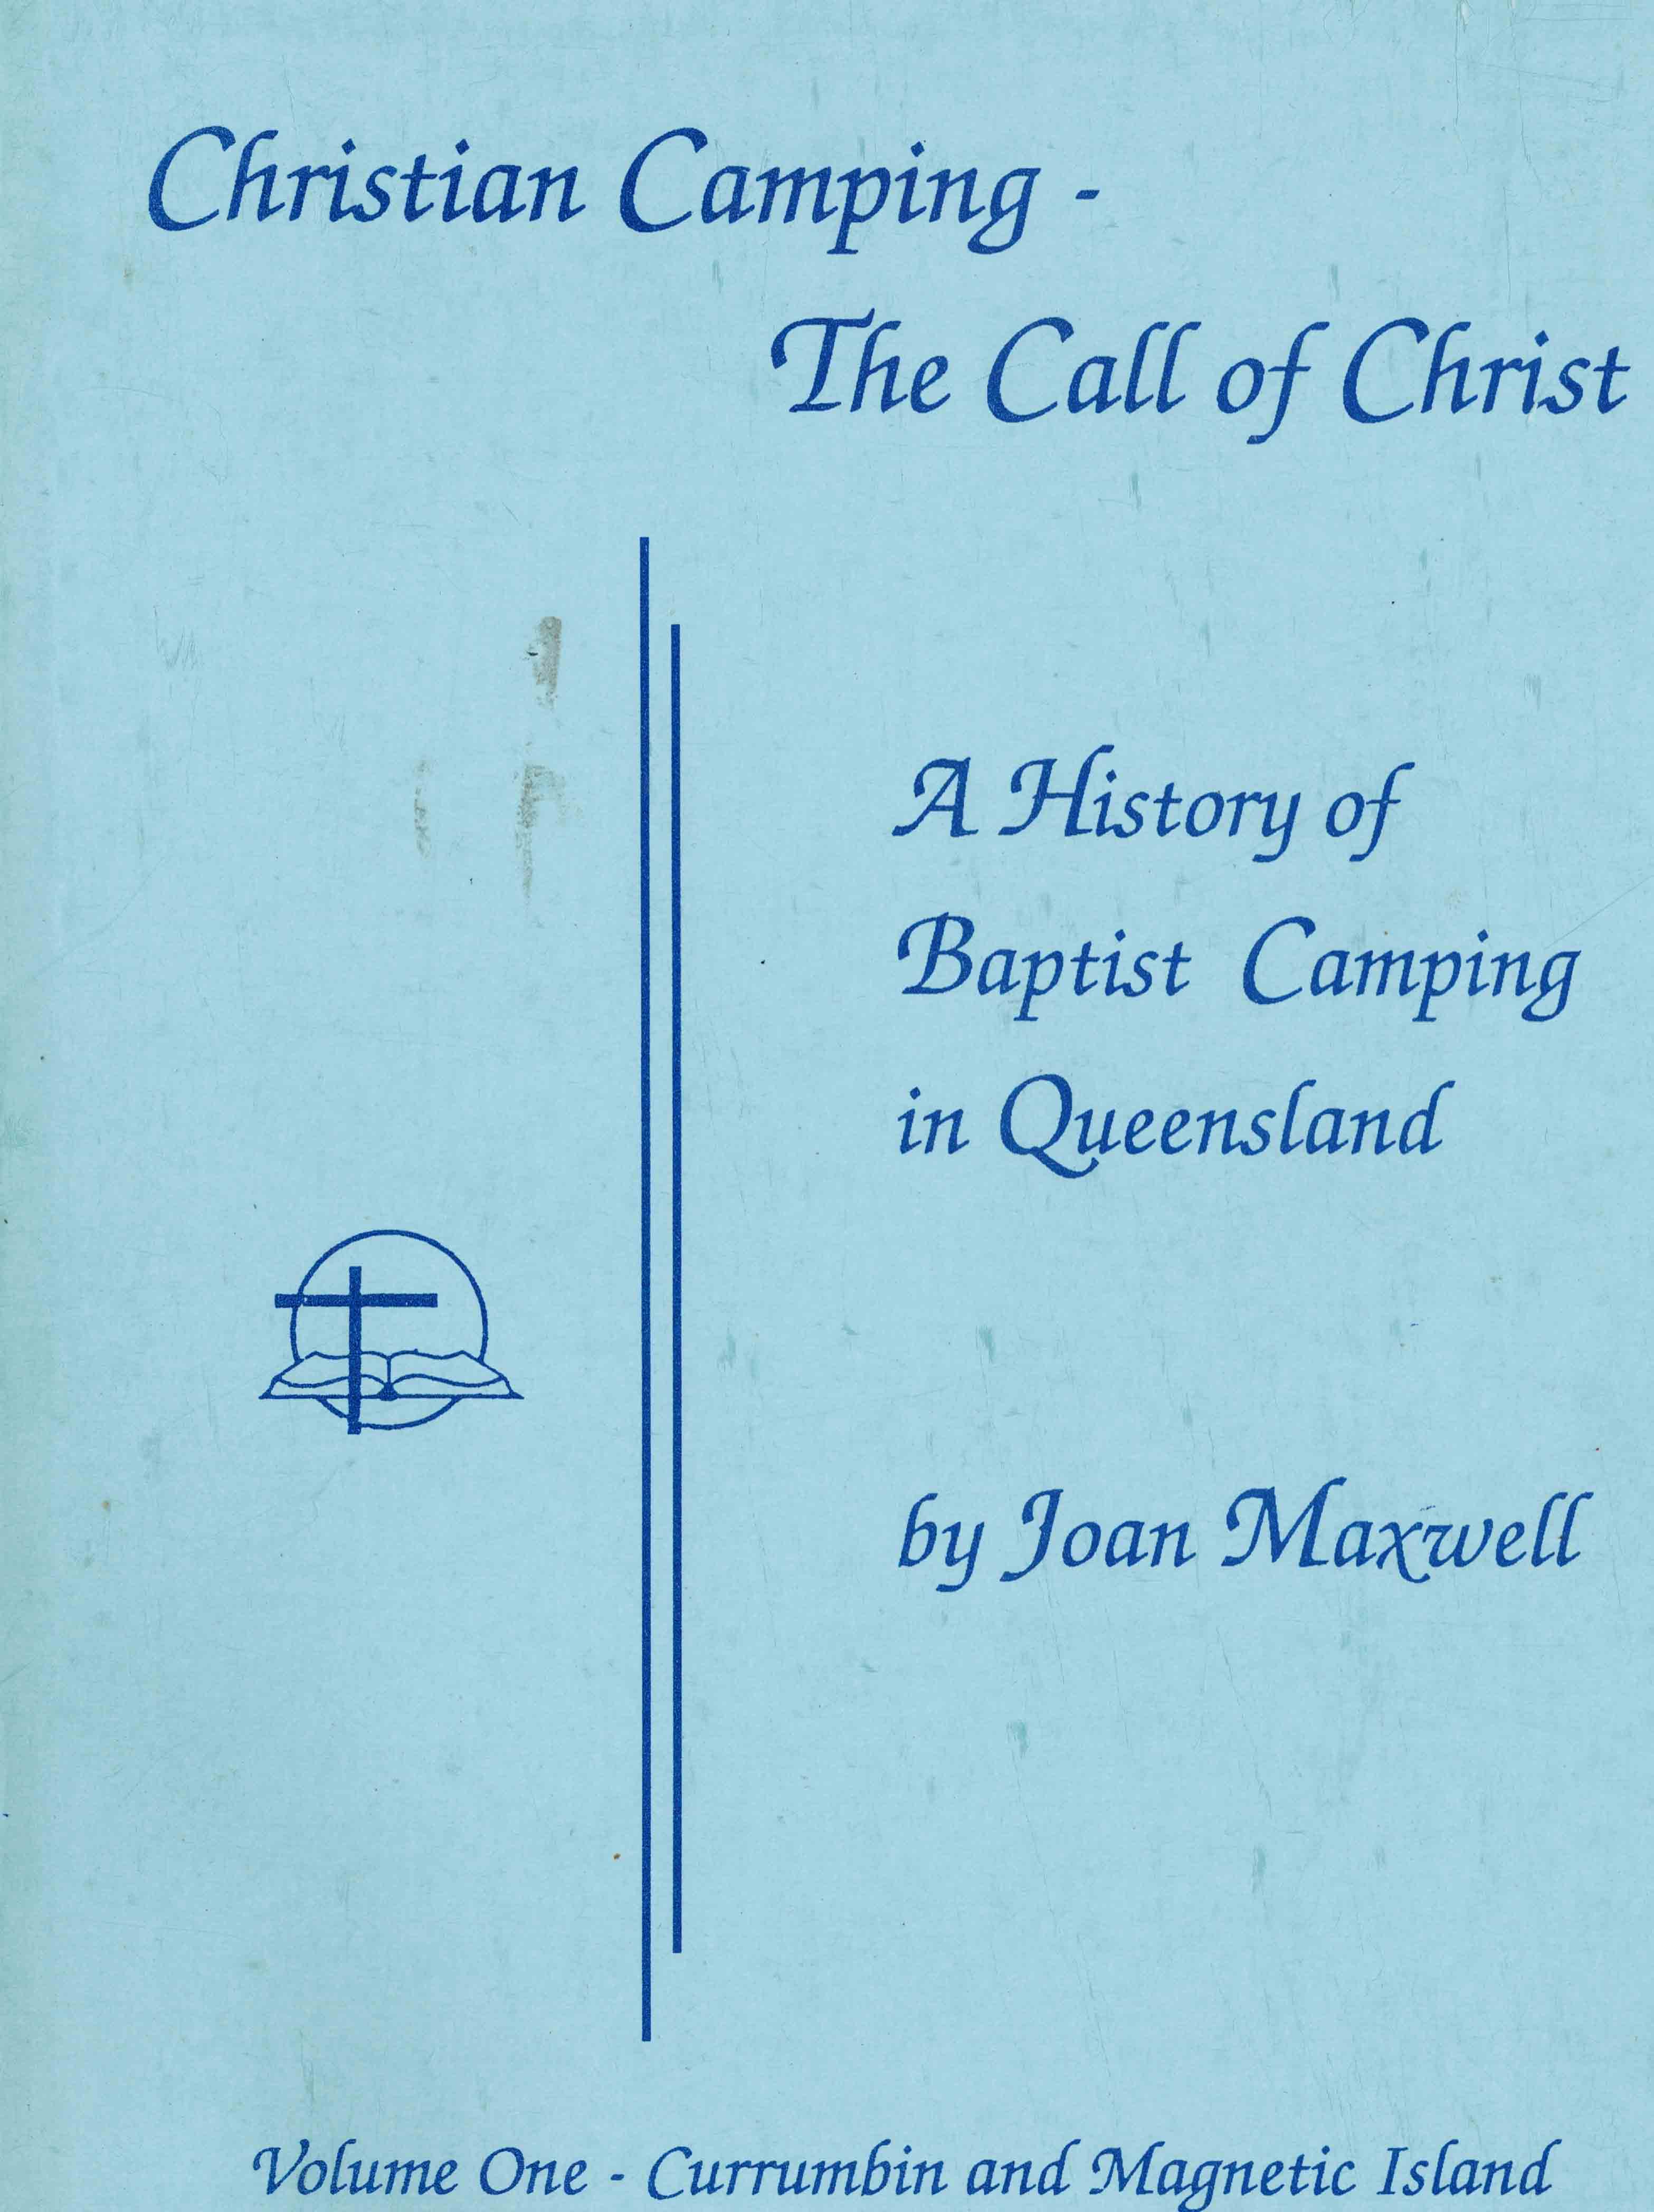 Christian Camping -
The Call of Christ
A History of
Baptist Camping
in Queensland
by Joan Maxwell
Volume One - Currumbin and Magnetic Island